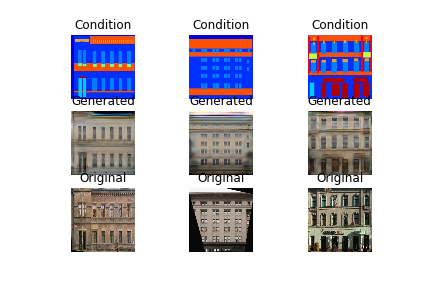 Condition
Condition
Condition
Generated
Generated
Generated
Original
Original
Original